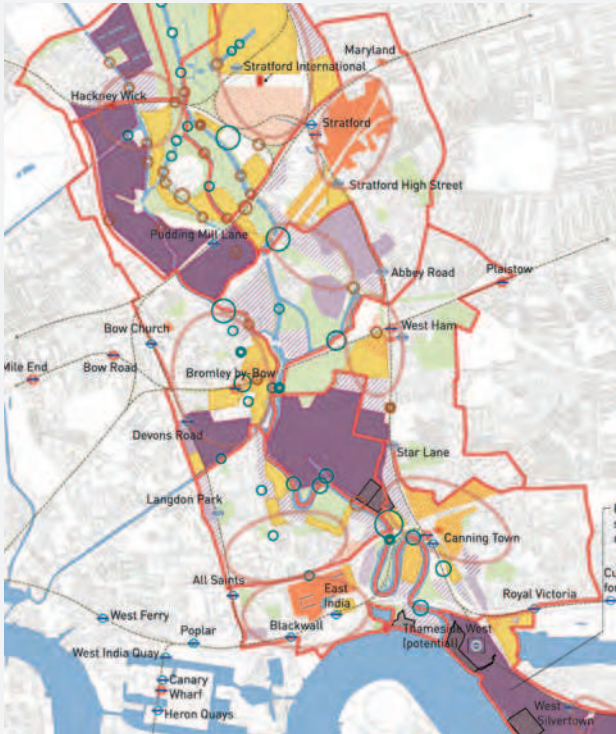 Maryland
Stratford International
Hackney Wick
Stratford
Stratford High Street
Pudding Mill Lane
Abbey Road
Plaistow
Bow Church
West Ham
Mile End
Bow Road
Bromley-by-Bow
Devons Road
Star Lane
Langdon Park
Canning Town
All Saints
East
India
Royal Victoria
West Ferry
Blackwall
Thameside West
(potential)
Poplar
West India Quay
Canary
Wharf
Heron Quays
West
Silvertown